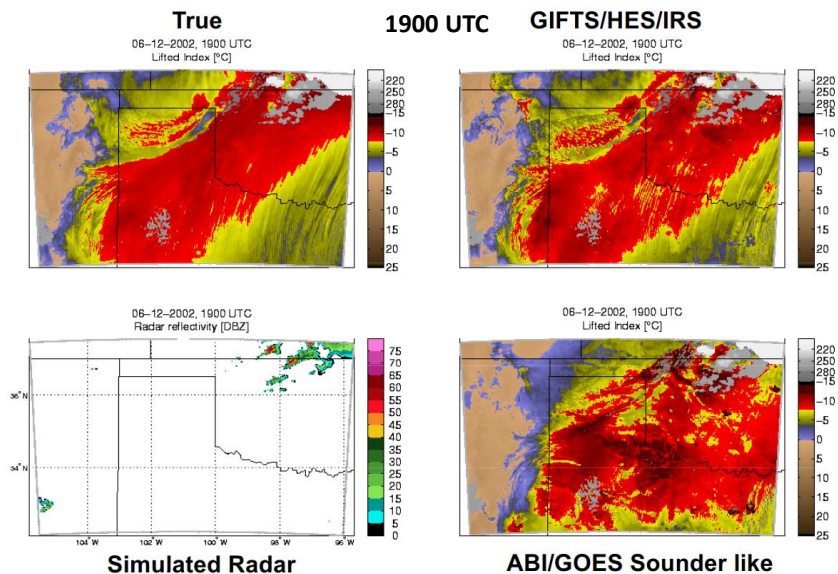 True
1900 UTC
GIFTS/HES/IRS
06-12-2002, 1900 UTC
Lifted Index [°C]
220
250
280
-15
-10
-5
0
5
10
15
20
25
06-12-2002, 1900 UTC
Lifted Index [°C]
220
250
280
-15
-10
-5
0
5
10
15
20
25
06-12-2002, 1900 UTC
Radar reflectivity [DBZ]
75
70
65
60
55
50
45
40
35
30
25
20
15
10
5
0
36°N
34°N
104°W
102°W
100°W
98°W
96°W
Simulated Radar
06-12-2002, 1900 UTC
Lifted Index [°C]
220
250
280
-15
-10
-5
0
5
10
15
20
25
ABI/GOES Sounder like